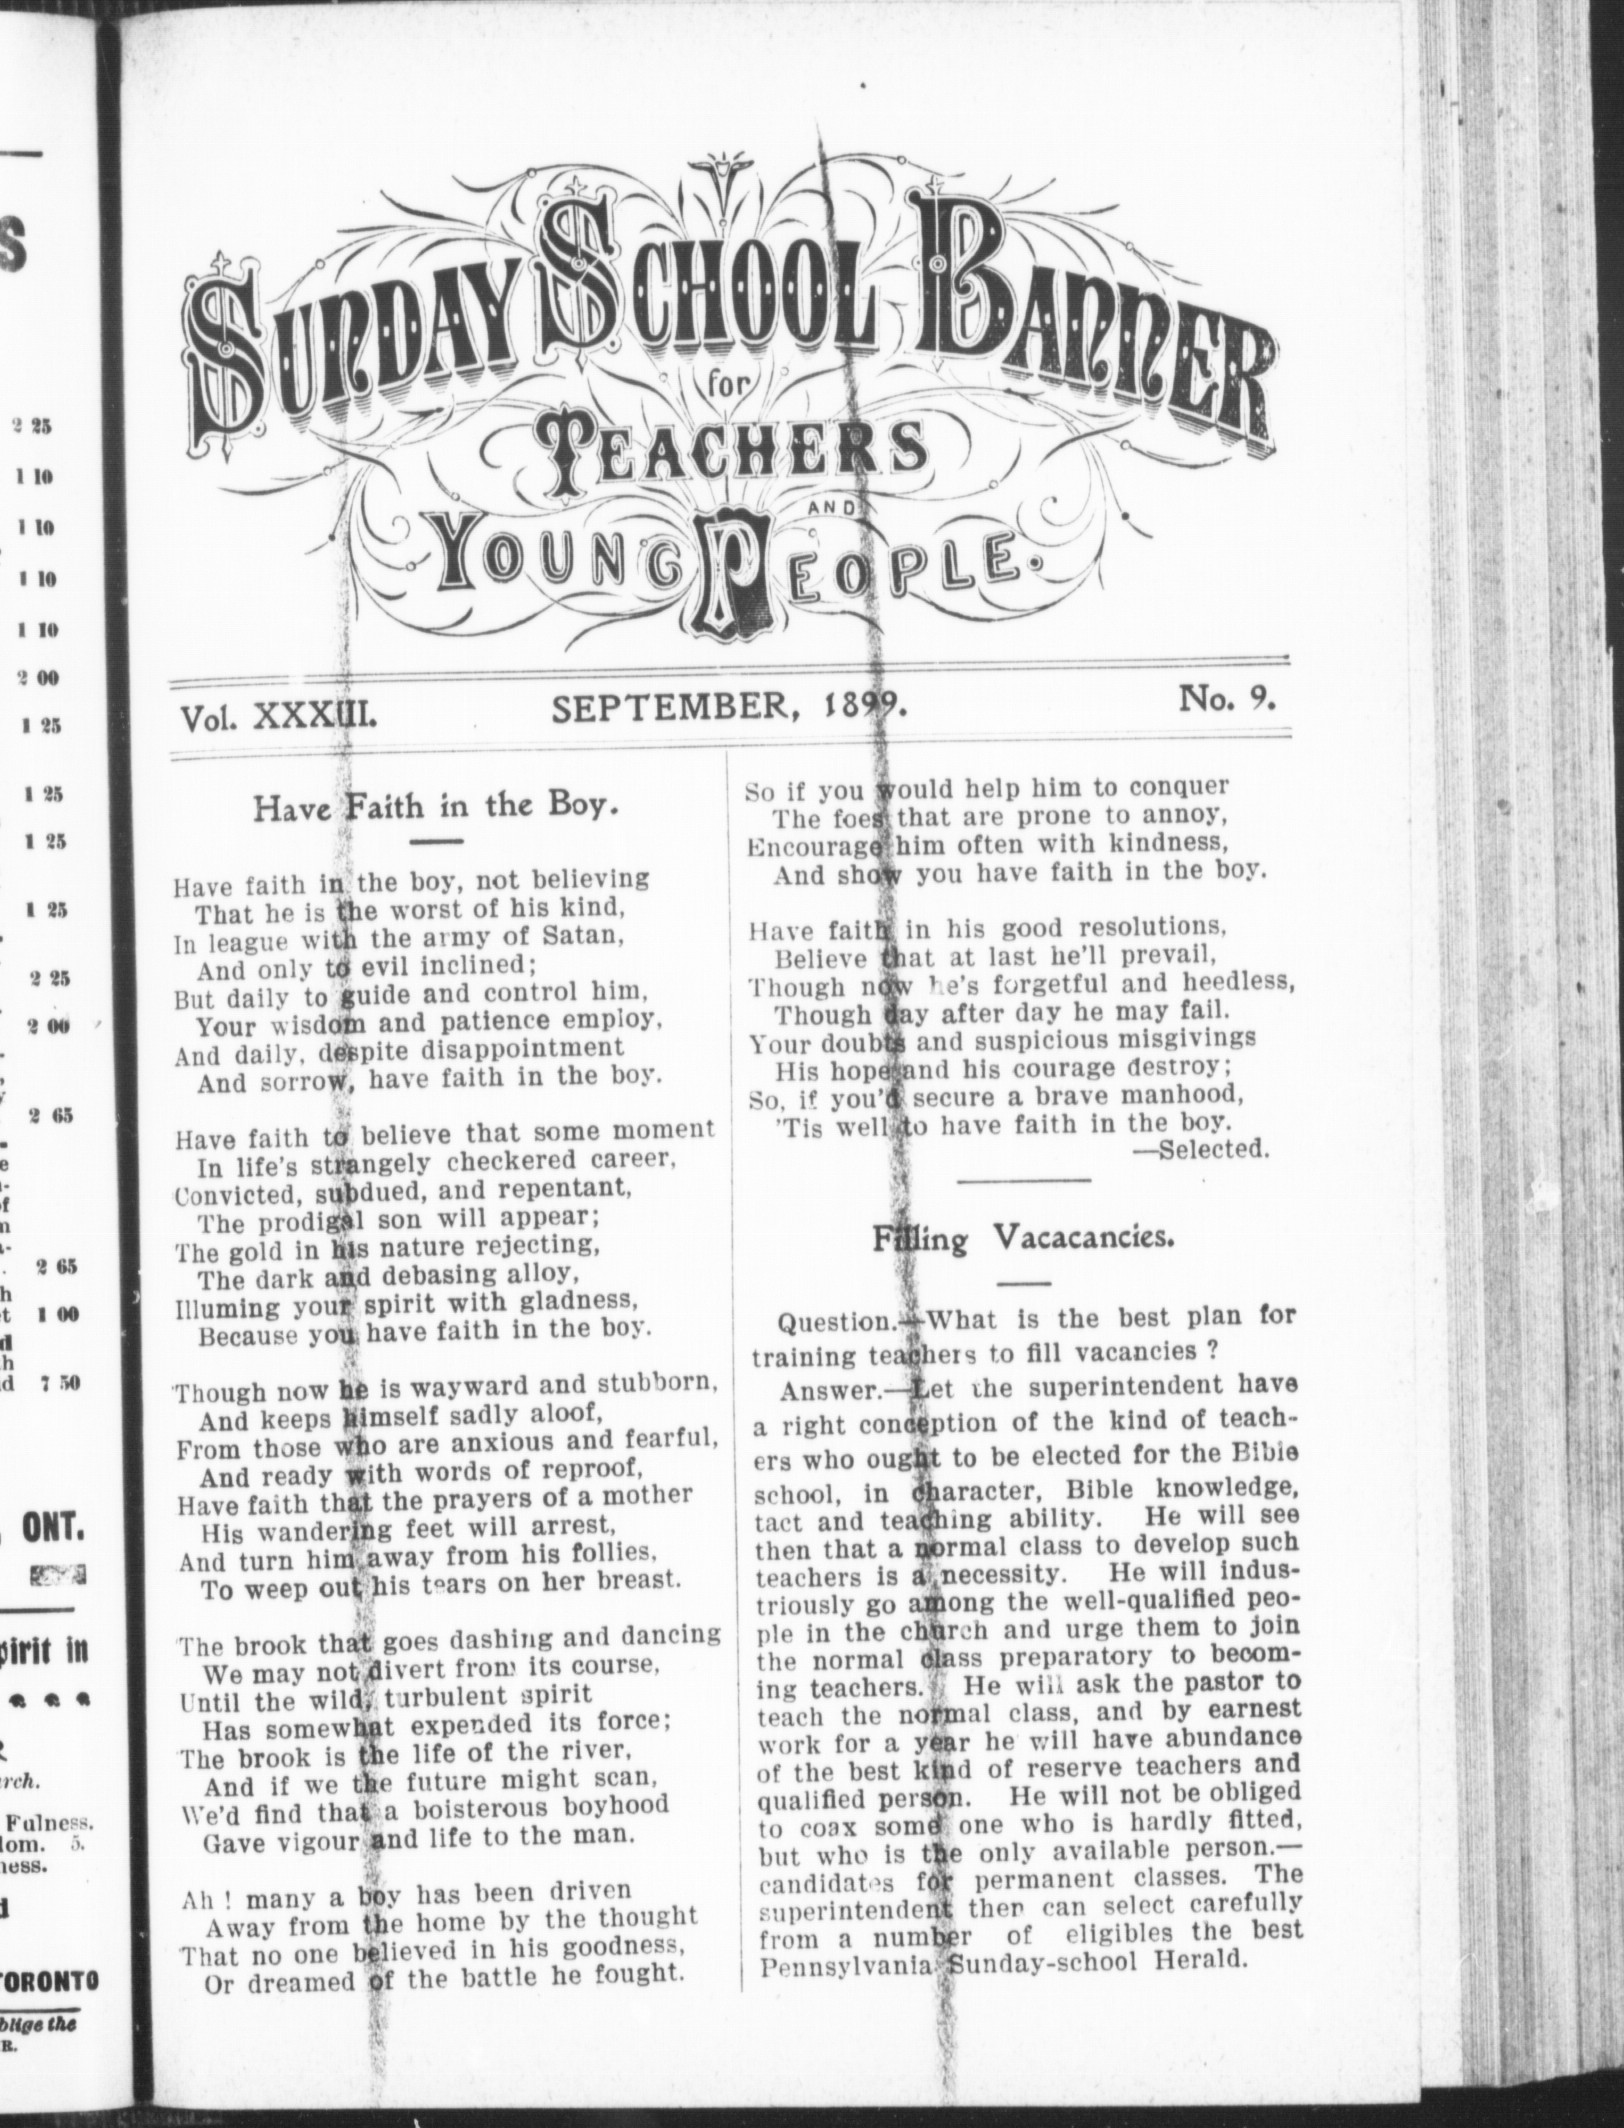 S
2 25
1 10
1 10
1 10
1 10
2 00
1 25
1 25
1 25
1 25
2 25
2 00
2 65
2 65
1 00
7 50
ONT.
in
Fulness.
5.
TORONTO
the
R.
SUNDAY SCHOOL BANNER
for
TEACHERS
AND
YOUNG PEOPLE.
Vol. XXXIII. SEPTEMBER, 1899. No. 9.
Have Faith in the Boy.
Have faith in the boy, not believing
That he is the worst of his kind,
In league with the army of Satan,
And only to evil inclined;
But daily to guide and control him,
Your wisdom and patience employ,
And daily, despite disappointment
And sorrow, have faith in the boy.
Have faith to believe that some moment
In life's strangely checkered career,
Convicted, subdued, and repentant,
The prodigal son will appear;
The gold in his nature rejecting,
The dark and debasing alloy,
Illuming your spirit with gladness,
Because you have faith in the boy.
Though now he is wayward and stubborn,
And keeps himself sadly aloof,
From those who are anxious and fearful,
And ready with words of reproof,
Have faith that the prayers of a mother
His wandering feet will arrest,
And turn him away from his follies,
To weep out his tears on her breast.
The brook that goes dashing and dancing
We may not divert from its course,
Until the wild, turbulent spirit
Has somewhat expended its force;
The brook is the life of the river,
And if we the future might scan,
We'd find that a boisterous boyhood
Gave vigour and life to the man.
Ah ! many a boy has been driven
Away from the home by the thought
That no one believed in his goodness,
Or dreamed of the battle he fought.
So if you would help him to conquer
The foes that are prone to annoy,
Encourage him often with kindness,
And show you have faith in the boy.
Have faith in his good resolutions,
Believe that at last he'll prevail,
Though now he's forgetful and heedless,
Though day after day he may fail.
Your doubts and suspicious misgivings
His hope and his courage destroy;
So, if you'd secure a brave manhood,
'Tis well to have faith in the boy.
—Selected.
Filling Vacacancies.
Question.—What is the best plan for
training teachers to fill vacancies ?
Answer.—Let the superintendent have
a right conception of the kind of teach-
ers who ought to be elected for the Bible
school, in character, Bible knowledge,
tact and teaching ability. He will see
then that a normal class to develop such
teachers is a necessity. He will indus-
triously go among the well-qualified peo-
ple in the church and urge them to join
the normal class preparatory to becom-
ing teachers. He will ask the pastor to
teach the normal class, and by earnest
work for a year he will have abundance
of the best kind of reserve teachers and
qualified person. He will not be obliged
to coax some one who is hardly fitted,
but who is the only available person.—
candidates for permanent classes. The
superintendent then can select carefully
from a number of eligibles the best
Pennsylvania Sunday-school Herald.